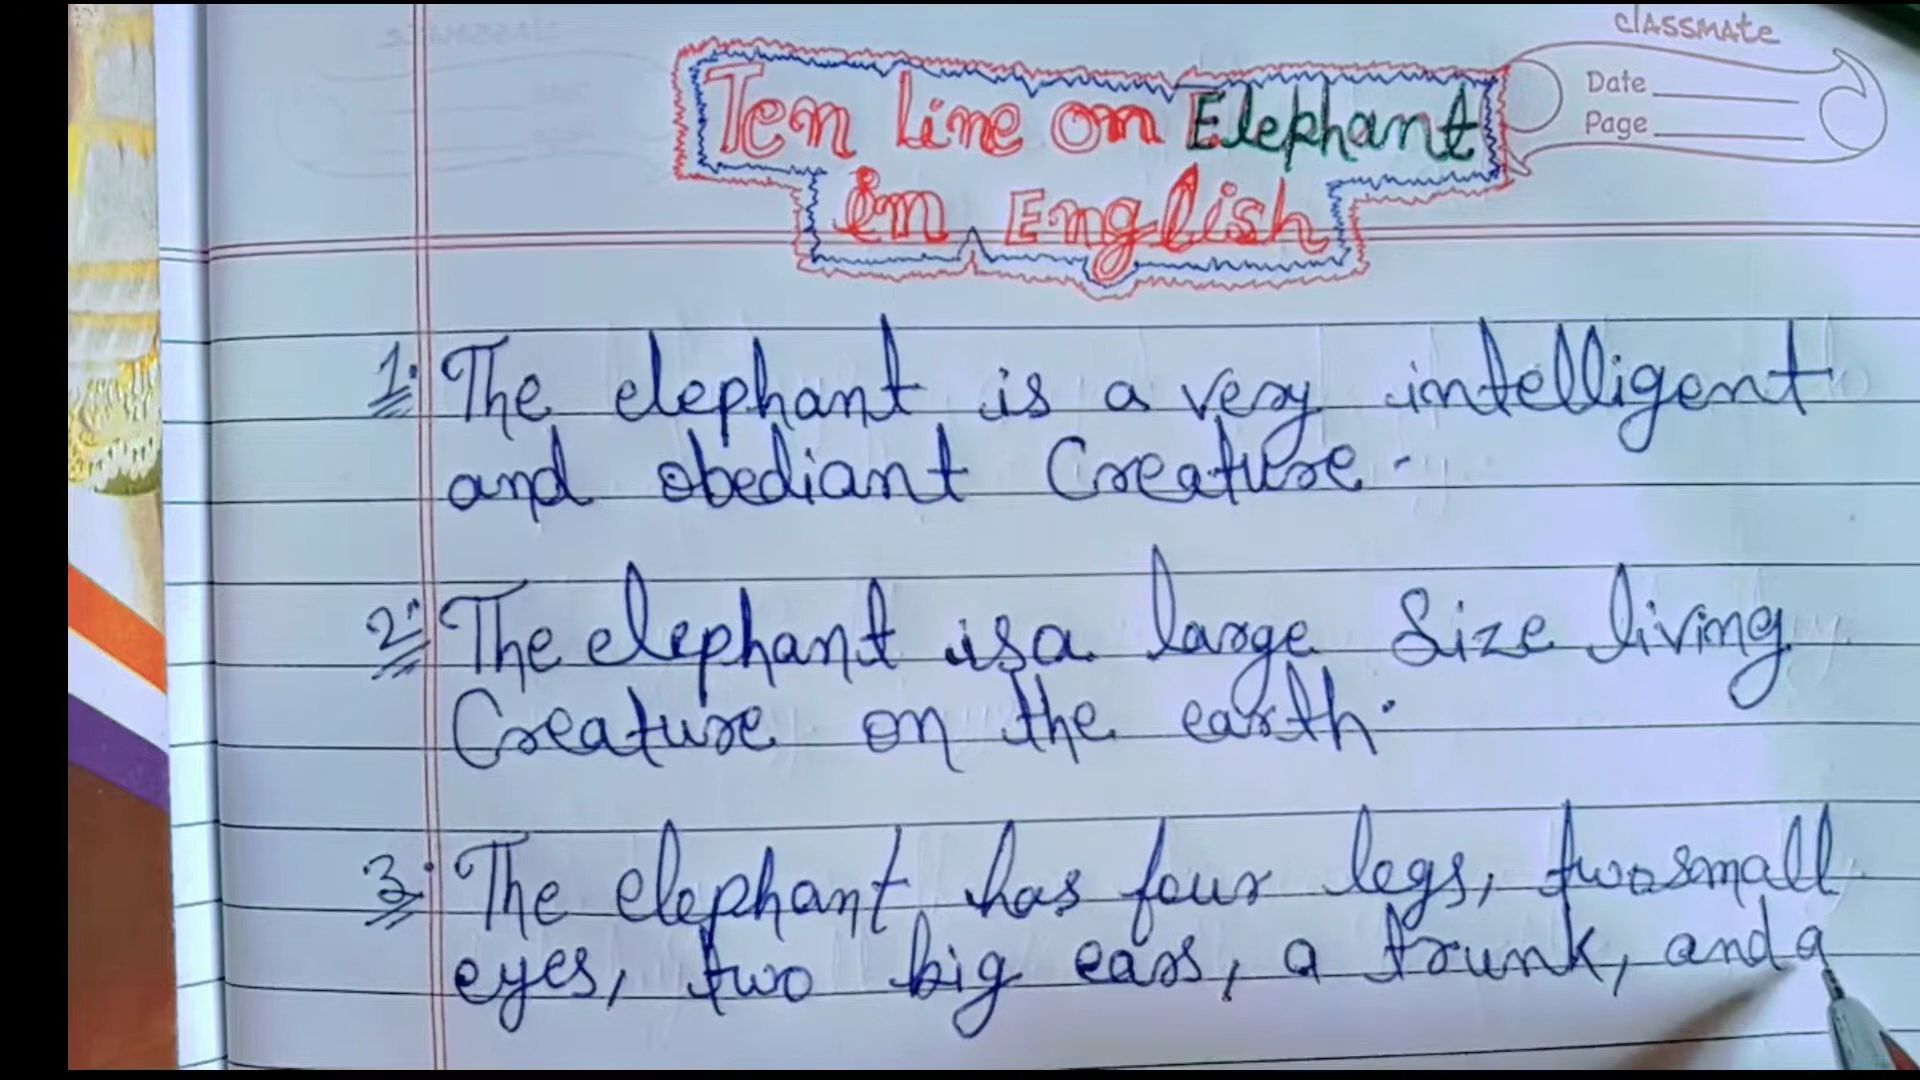 classmate
Date
Page
Ten line on Elephant
in English
1. The elephant is a very intelligent
and obediant Creature.
2. The elephant is a large Size living
Creature on the earth.
3. The elephant has four legs, two small
eyes, two big ears, a trunk, and a